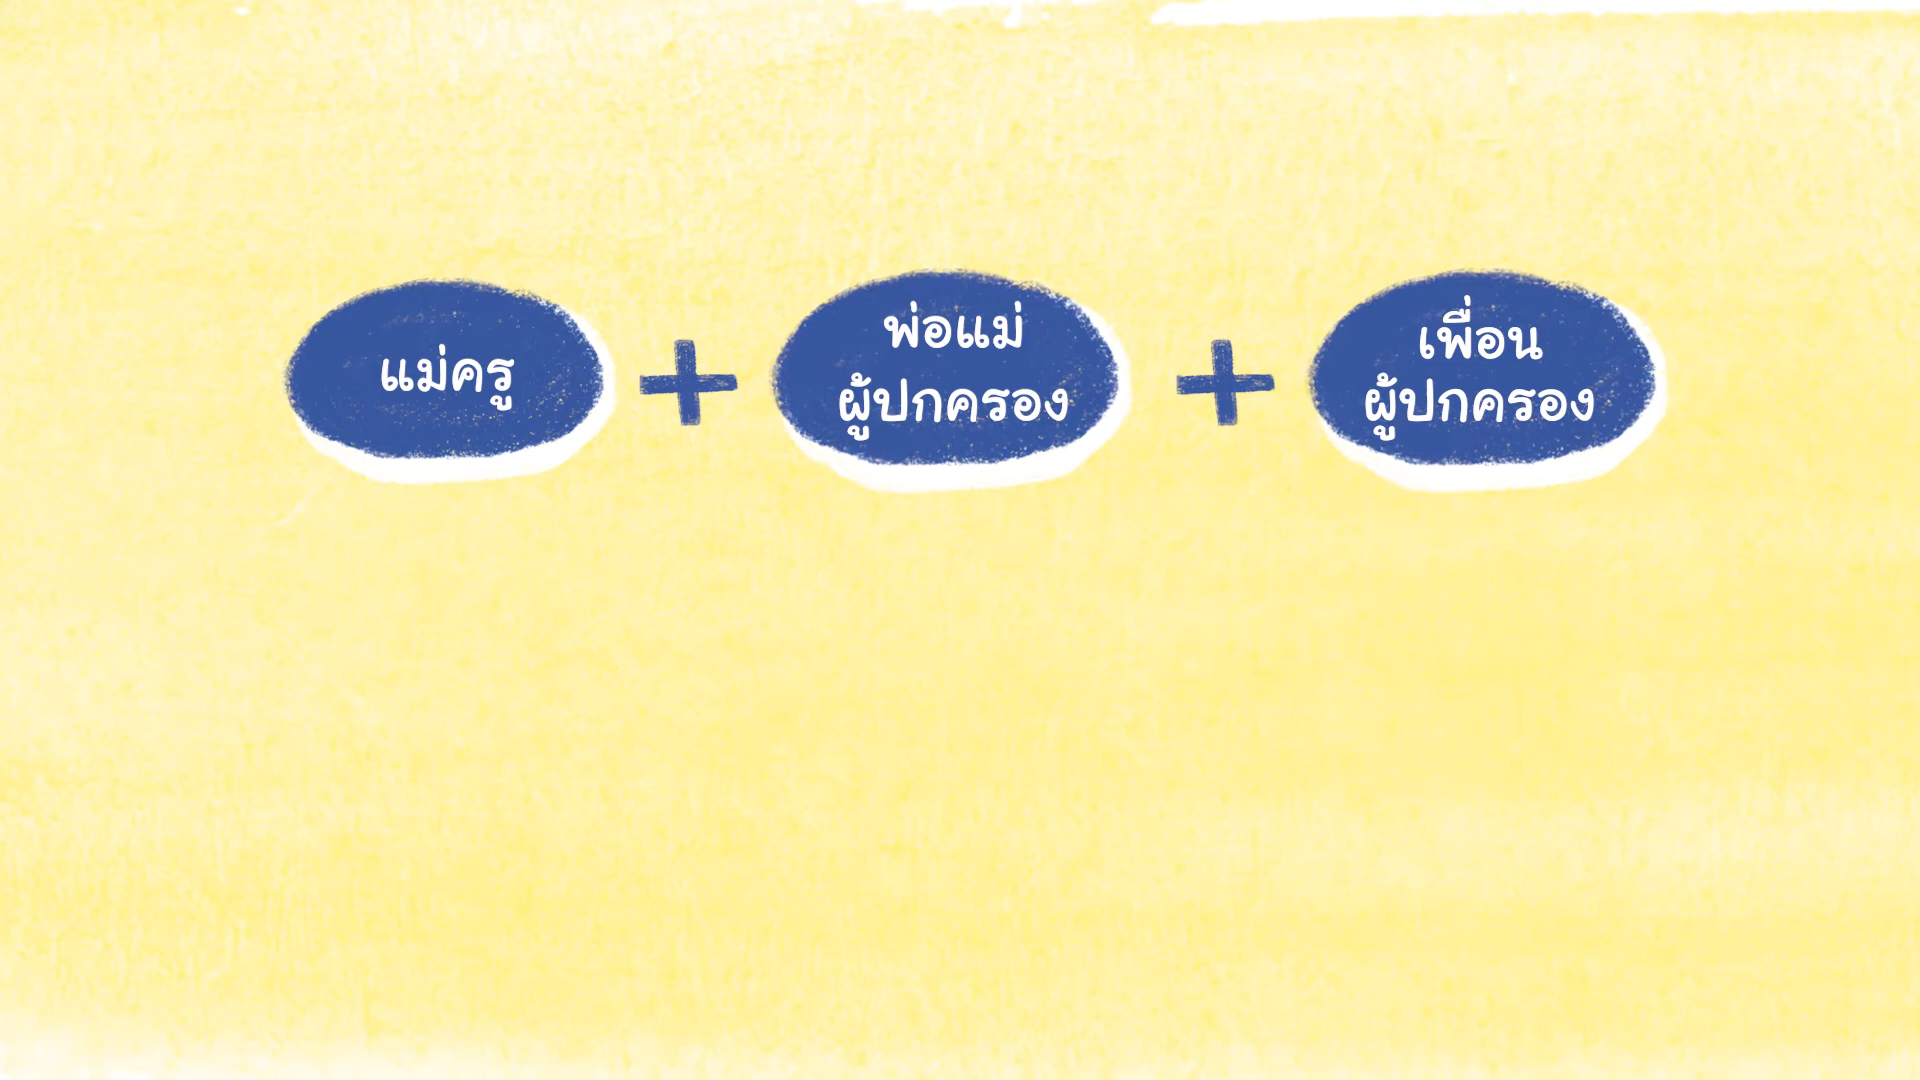 แม่ครู
+
พ่อแม่
ผู้ปกครอง
+
เพื่อน
ผู้ปกครอง